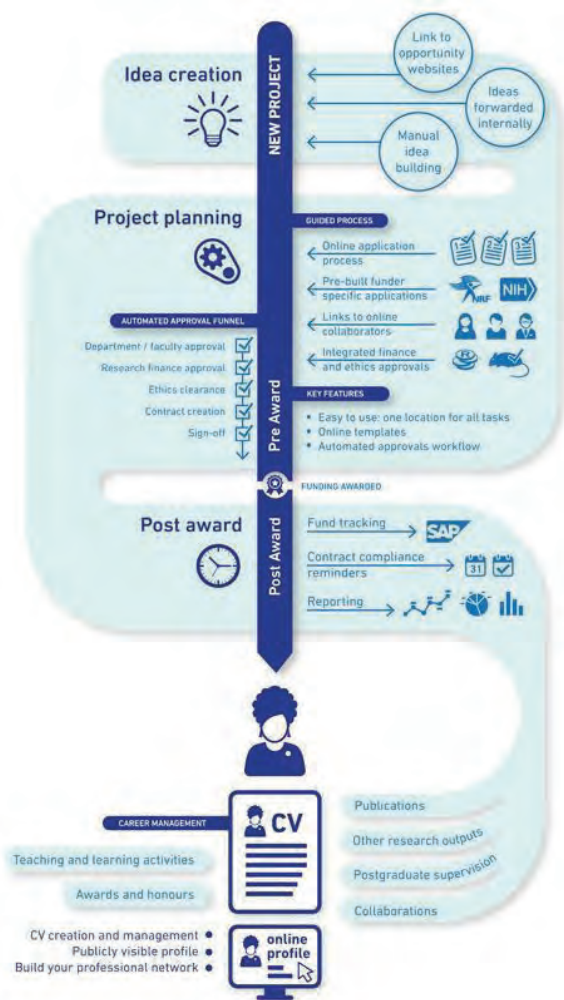 Idea creation
NEW PROJECT
Link to
opportunity
websites
Ideas
forwarded
internally
Manual
idea
building
Project planning
GUIDED PROCESS
Online application
process
1
2
3
Pre-built funder
specific applications
NRF
NIH
Links to online
collaborators
Integrated finance
and ethics approvals
AUTOMATED APPROVAL FUNNEL
Department / faculty approval
Research finance approval
Ethics clearance
Contract creation
Sign-off
Pre Award
KEY FEATURES
• Easy to use: one location for all tasks
• Online templates
• Automated approvals workflow
FUNDING AWARDED
Post award
Post Award
Fund tracking
SAP
Contract compliance
reminders
31
Reporting
CAREER MANAGEMENT
CV
Teaching and learning activities
Awards and honours
Publications
Other research outputs
Postgraduate supervision
Collaborations
CV creation and management •
Publicly visible profile •
Build your professional network •
online
profile